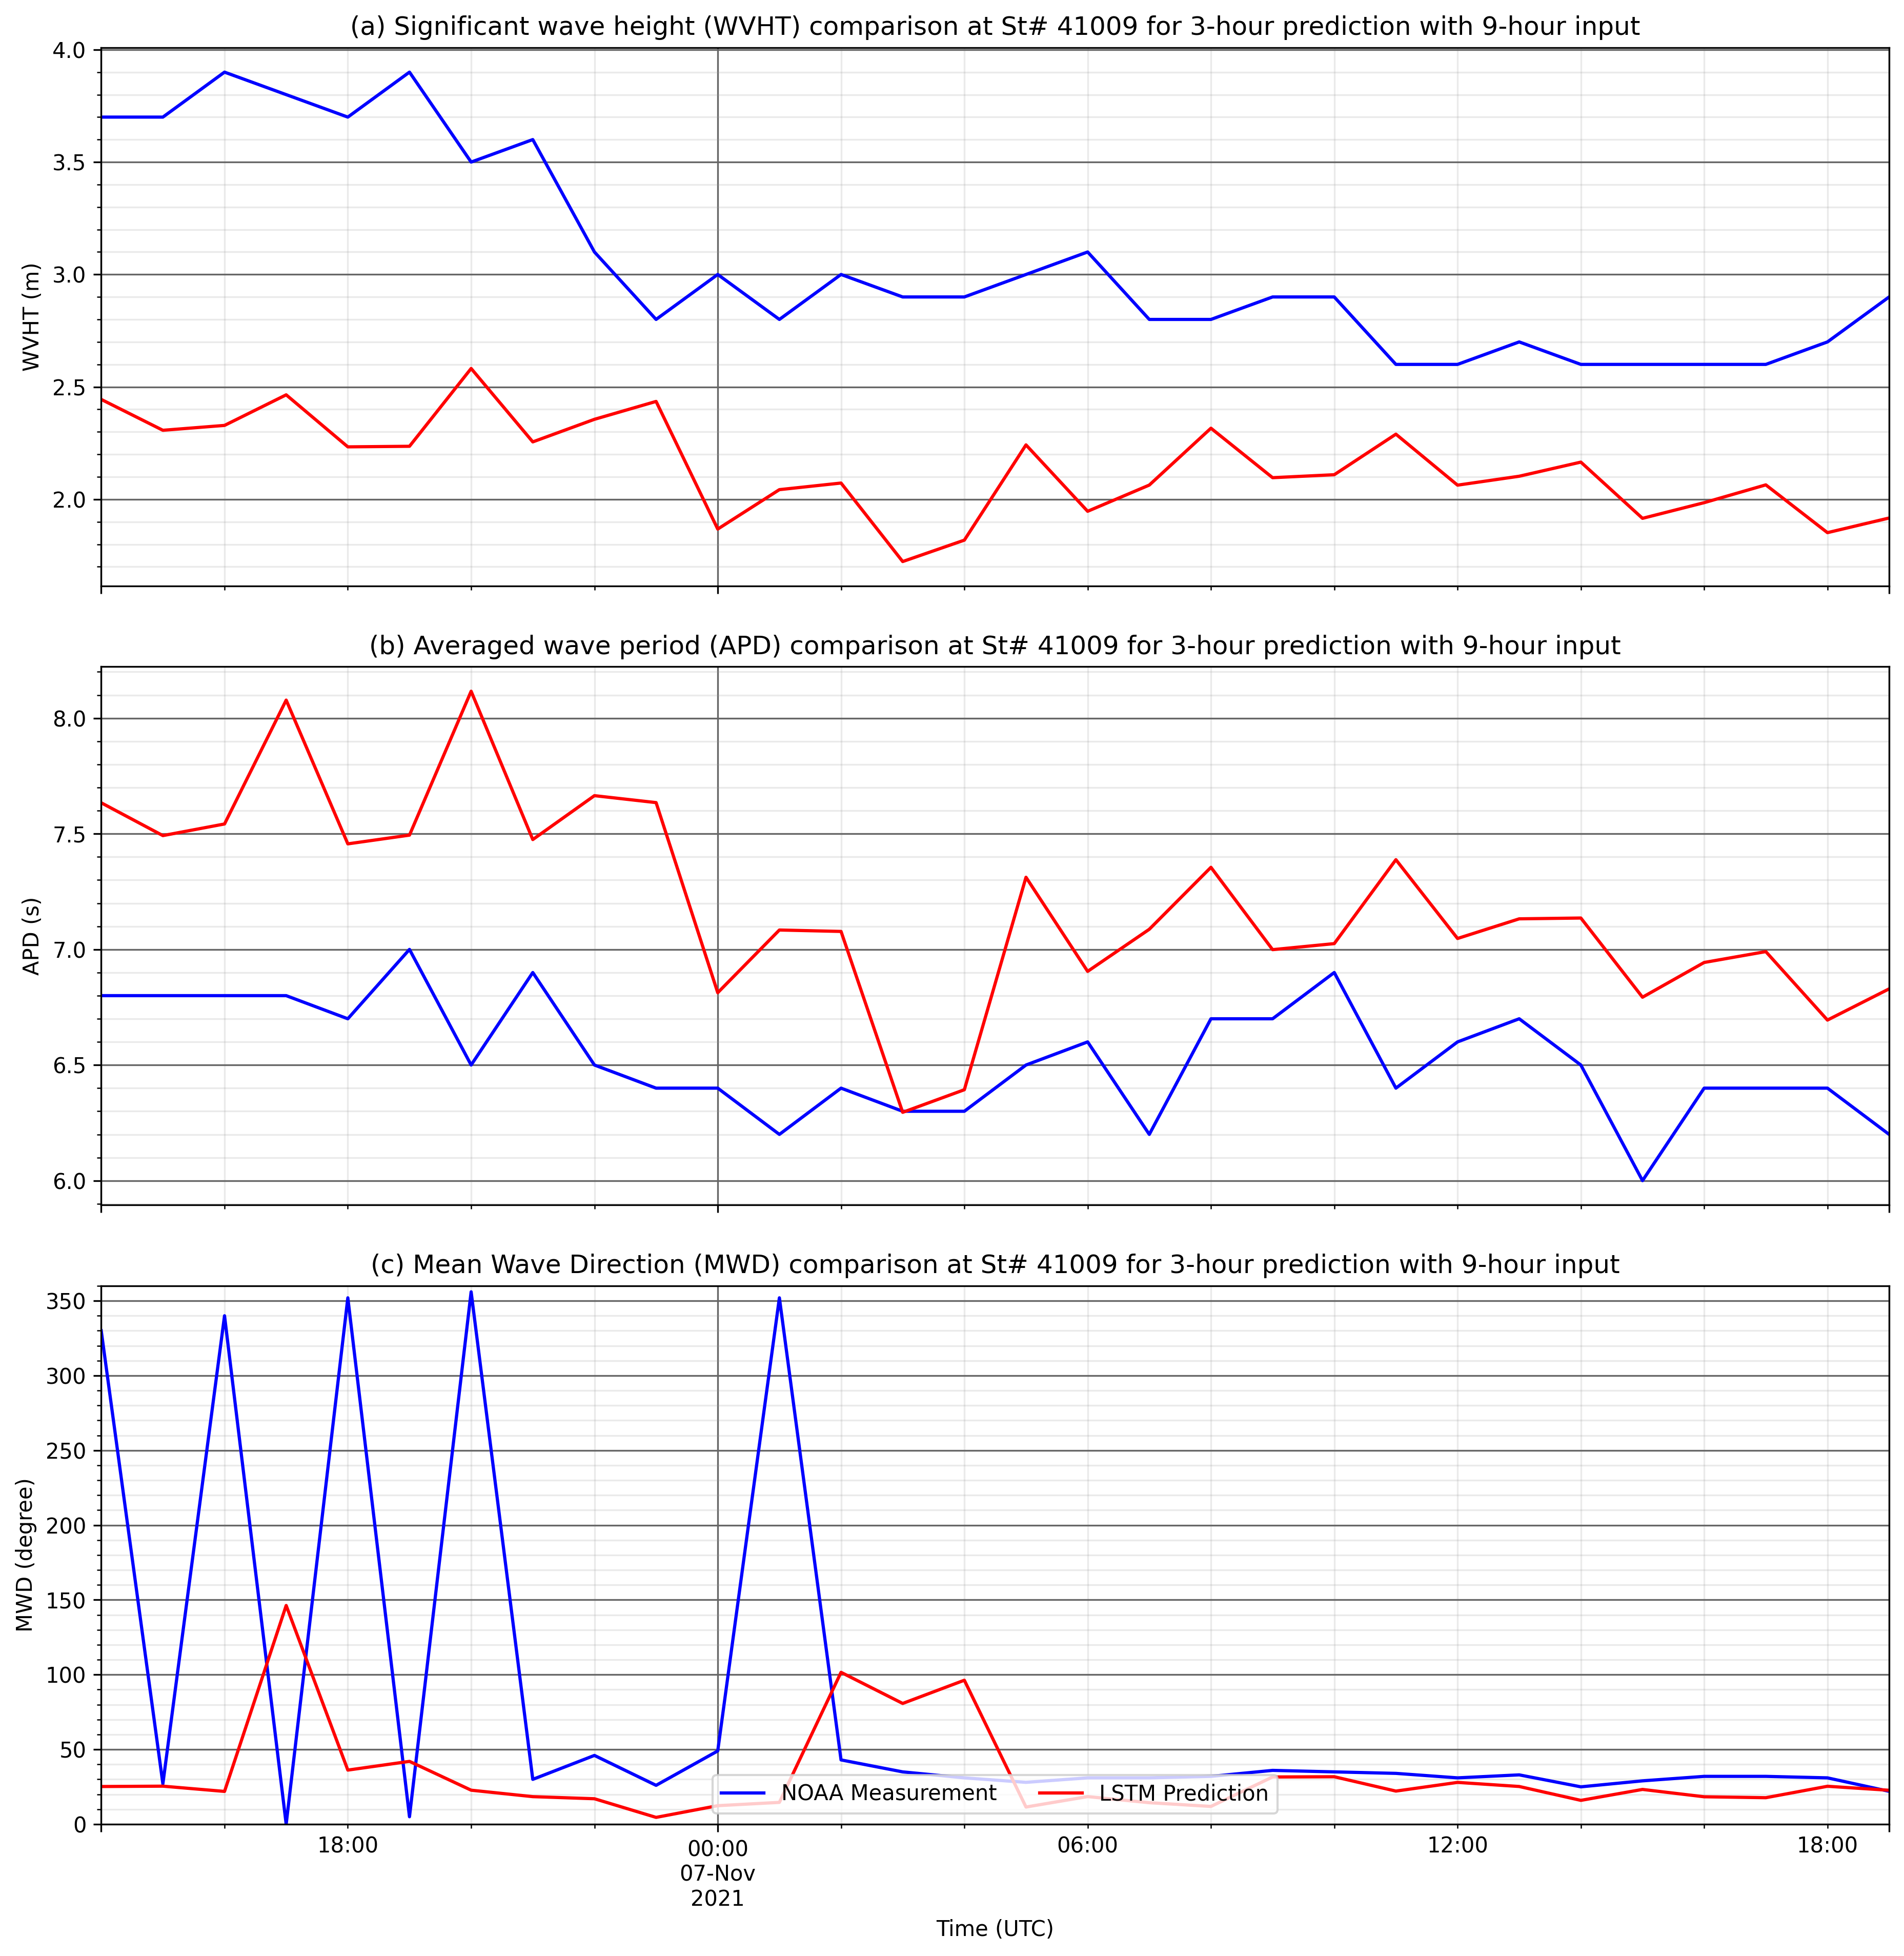 (a) Significant wave height (WVHT) comparison at St# 41009 for 3-hour prediction with 9-hour input
4.0
3.5
3.0
2.5
2.0
WVHT (m)
(b) Averaged wave period (APD) comparison at St# 41009 for 3-hour prediction with 9-hour input
8.0
7.5
7.0
6.5
6.0
APD (s)
(c) Mean Wave Direction (MWD) comparison at St# 41009 for 3-hour prediction with 9-hour input
350
300
250
200
150
100
50
0
MWD (degree)
NOAA Measurement LSTM Prediction
18:00 00:00 06:00 12:00 18:00
07-Nov
2021
Time (UTC)